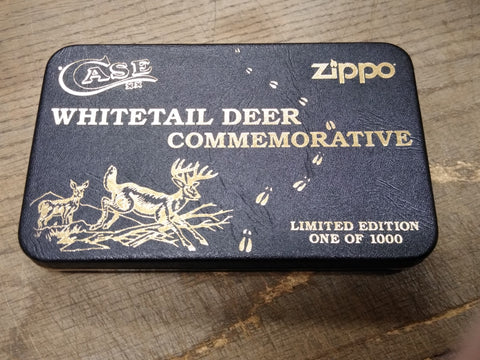 CASE
XX
Zippo
WHITETAIL DEER
COMMEMORATIVE
LIMITED EDITION
ONE OF 1000